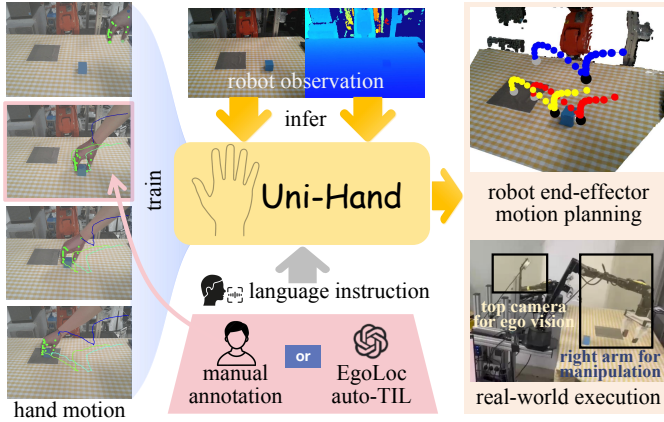 robot observation
infer
train
Uni-Hand
robot end-effector
motion planning
language instruction
manual
annotation
or
EgoLoc
auto-TIL
hand motion
top camera
for ego vision
right arm for
manipulation
real-world execution